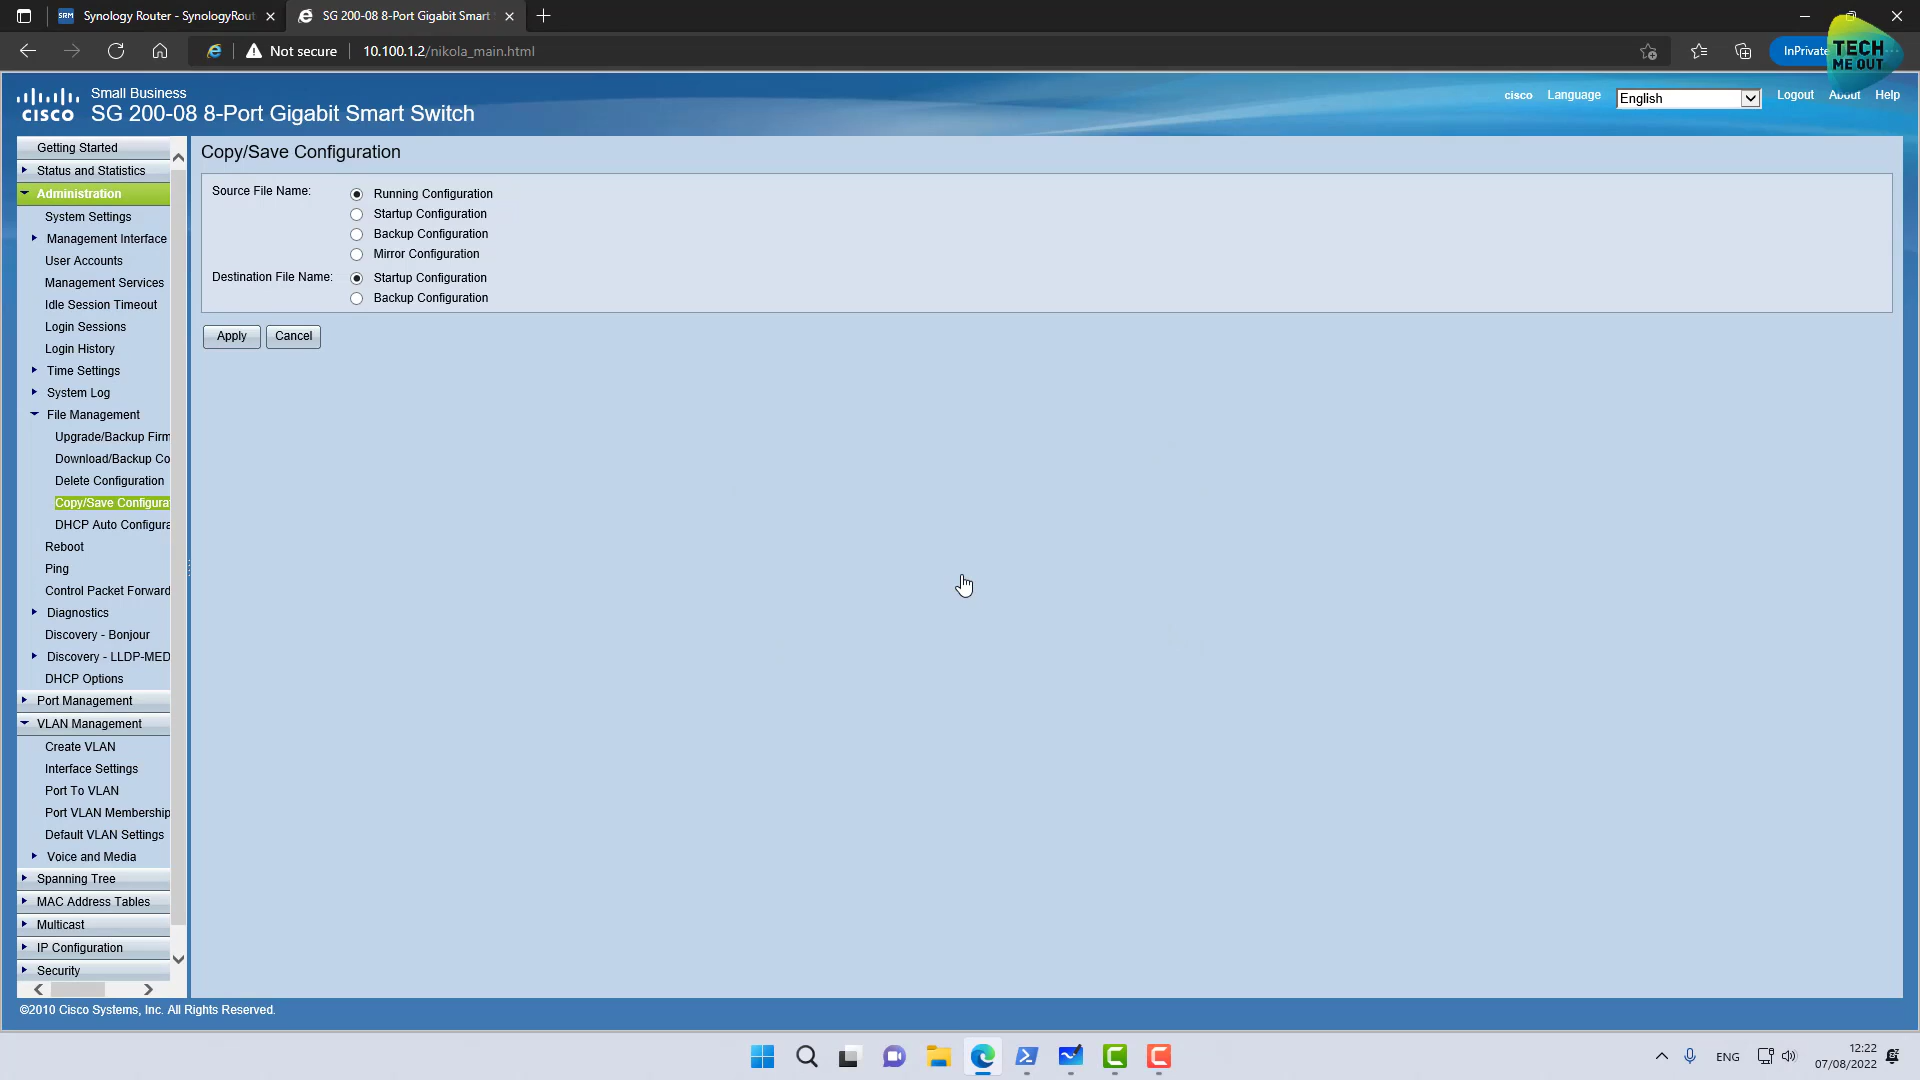 Synology Router - SynologyRout
SG 200-08 8-Port Gigabit Smart
Not secure
10.100.1.2/nikola_main.html
InPrivate
TECH
ME OUT
Small Business
cisco
SG 200-08 8-Port Gigabit Smart Switch
cisco Language English Logout About Help
Getting Started
Status and Statistics
Administration
System Settings
Management Interface
User Accounts
Management Services
Idle Session Timeout
Login Sessions
Login History
Time Settings
System Log
File Management
Upgrade/Backup Firm
Download/Backup Co
Delete Configuration
Copy/Save Configurat
DHCP Auto Configura
Reboot
Ping
Control Packet Forward
Diagnostics
Discovery - Bonjour
Discovery - LLDP-MED
DHCP Options
Port Management
VLAN Management
Create VLAN
Interface Settings
Port To VLAN
Port VLAN Membership
Default VLAN Settings
Voice and Media
Spanning Tree
MAC Address Tables
Multicast
IP Configuration
Security
Copy/Save Configuration
Source File Name:
Running Configuration
Startup Configuration
Backup Configuration
Mirror Configuration
Destination File Name:
Startup Configuration
Backup Configuration
Apply Cancel
©2010 Cisco Systems, Inc. All Rights Reserved.
ENG
12:22
07/08/2022